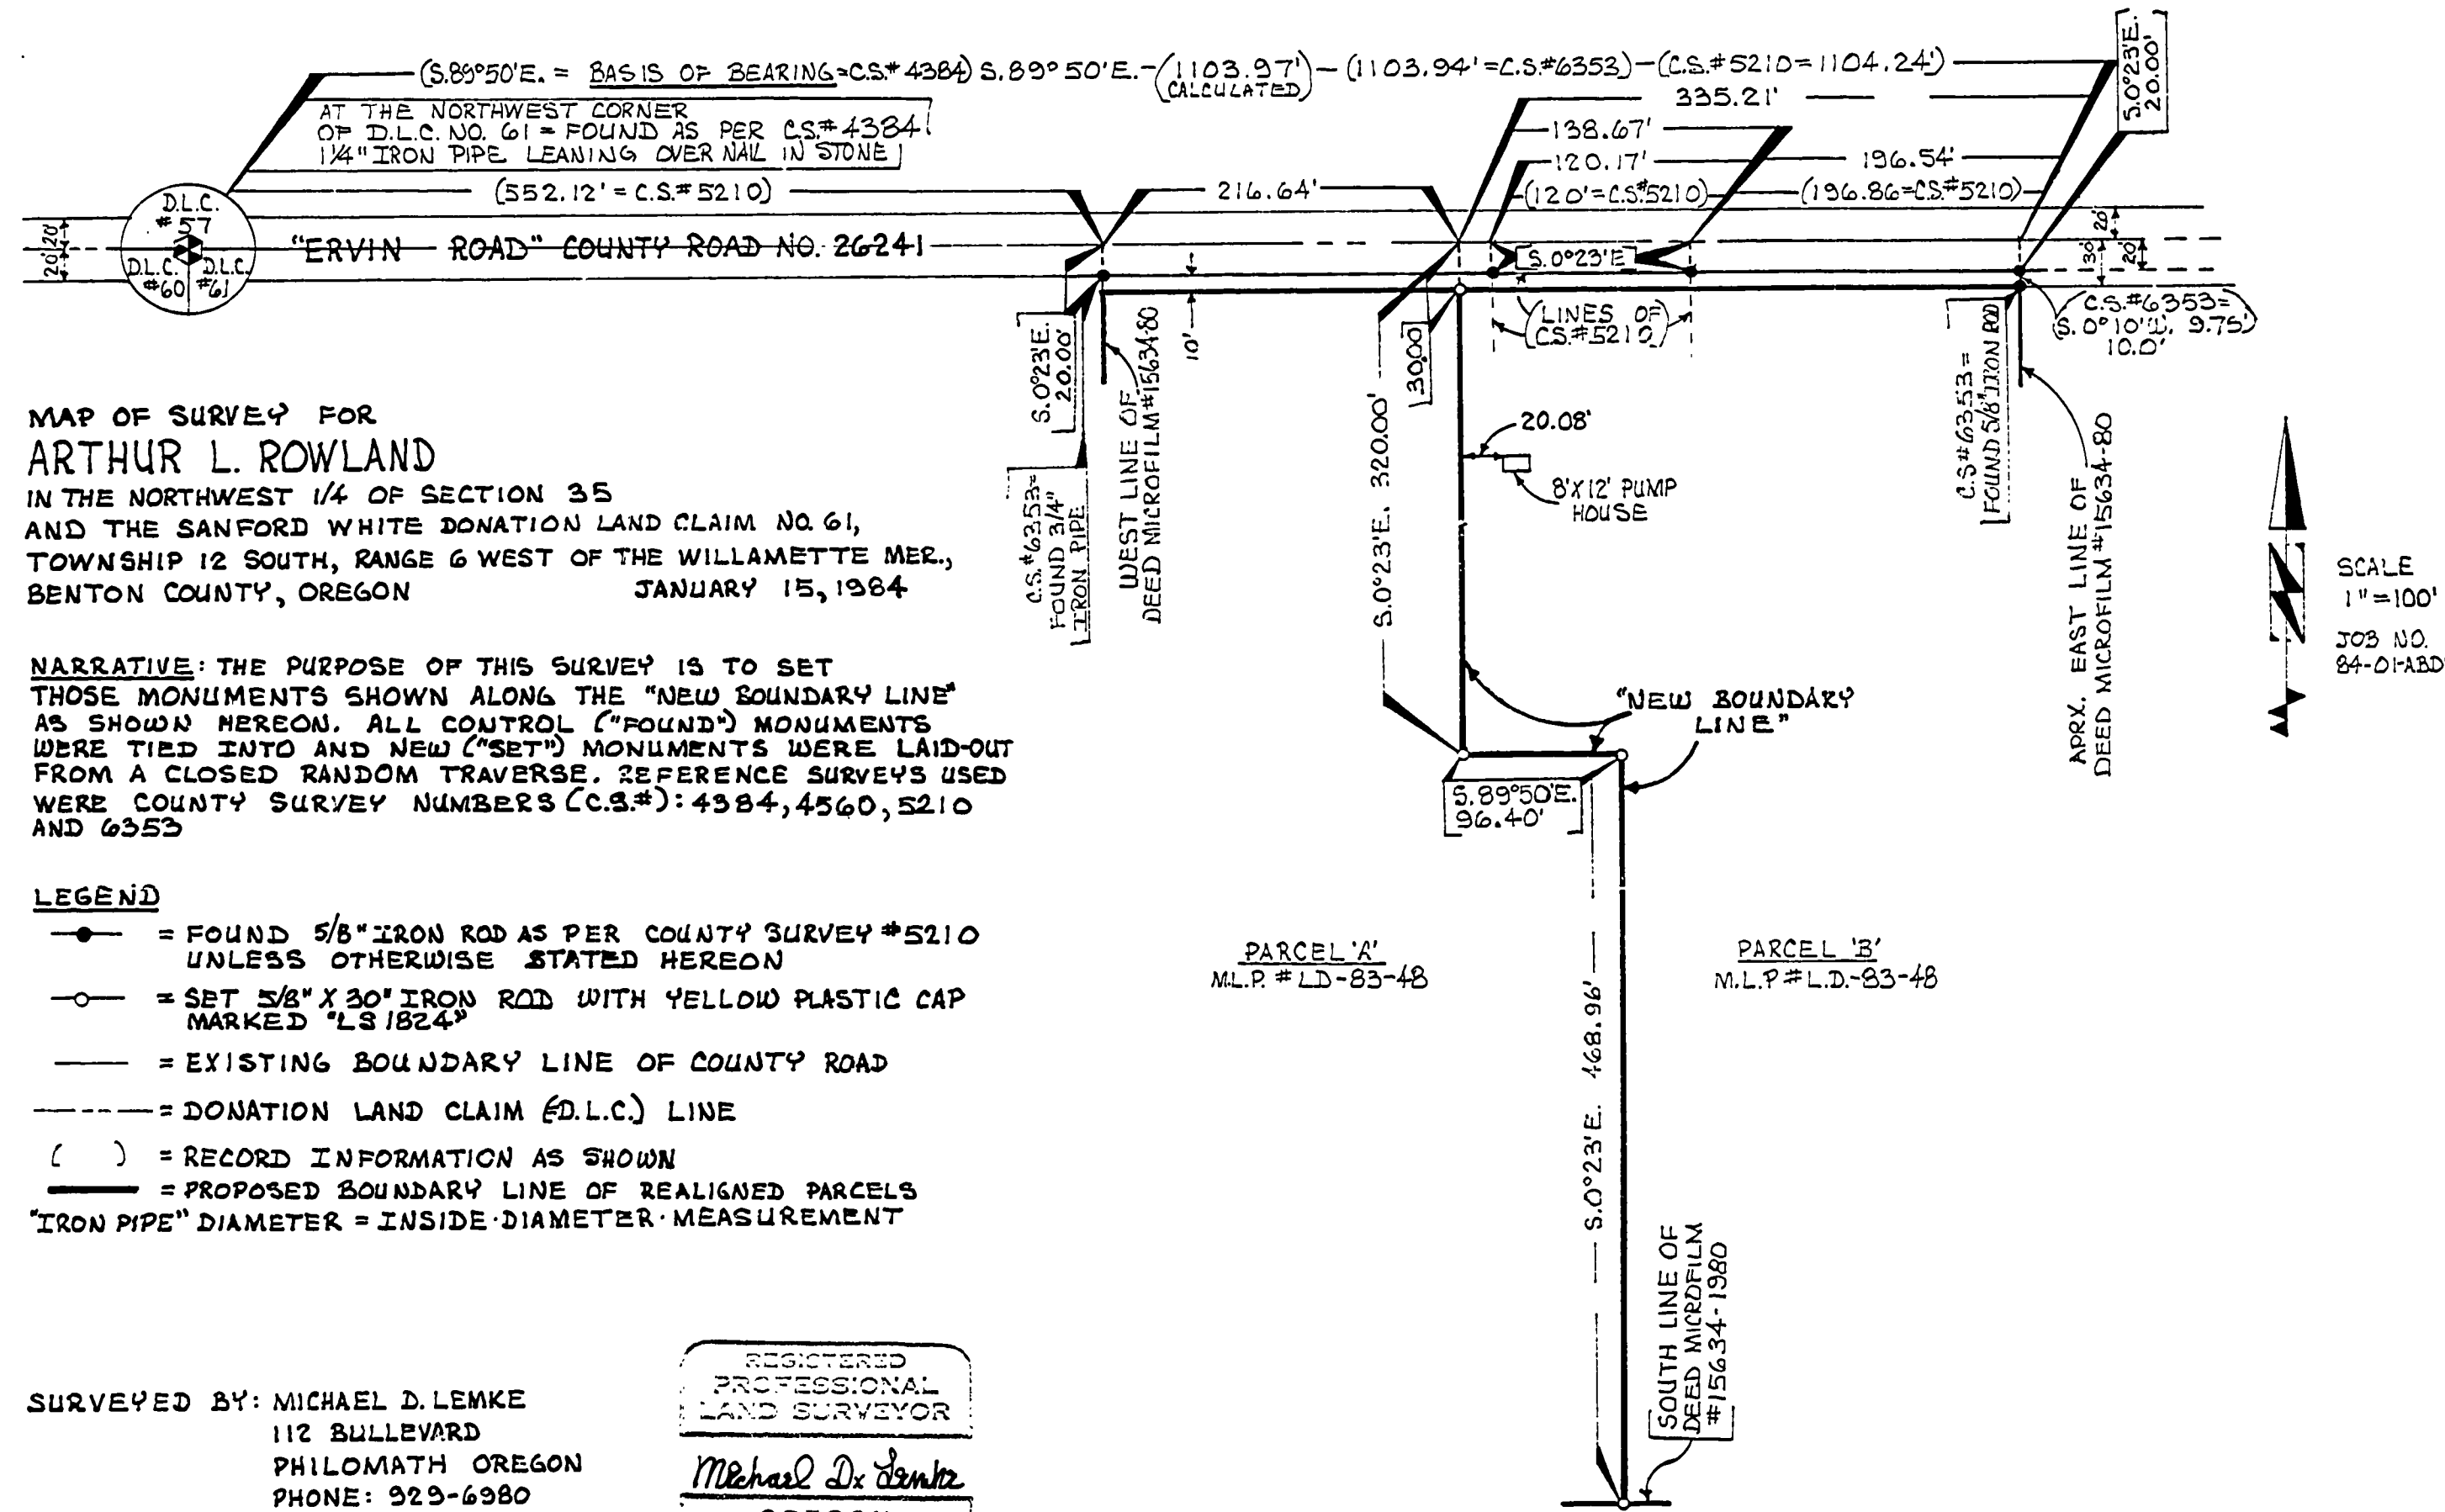 (S.89°50'E. = BASIS OF BEARING=C.S.#4384) S.89°50'E.-(1103.97')-(1103.94'=C.S.#6353)-(C.S.#5210=1104.24')
(CALCULATED)
S.0°23'E.
20.00'
AT THE NORTHWEST CORNER
OF D.L.C. NO. 61 = FOUND AS PER C.S.#4384
1¼" IRON PIPE LEANING OVER NAIL IN STONE
335.21'
138.67'
120.17'
196.54'
(552.12' = C.S.#5210)
216.64'
(120'=C.S.#5210)
(196.86=C.S.#5210)
D.L.C.
#57
D.L.C.
#60
D.L.C.
#61
20'
20'
"ERVIN ROAD" COUNTY ROAD NO. 26241
S.0°23'E
20'
30'
20'
(LINES OF
C.S.#5210)
(C.S.#6353=
S.0°10'W. 9.75')
10.0'
S.0°23'E.
20.00'
10'
30.00'
C.S.#6353=
FOUND 3/4"
IRON PIPE
WEST LINE OF
DEED MICROFILM#15634-80
S.0°23'E. 320.00'
20.08'
8'X12' PUMP
HOUSE
C.S.#6353=
FOUND 5/8" IRON ROD
APRX. EAST LINE OF
DEED MICROFILM #15634-80
MAP OF SURVEY FOR
ARTHUR L. ROWLAND
IN THE NORTHWEST 1/4 OF SECTION 35
AND THE SANFORD WHITE DONATION LAND CLAIM NO. 61,
TOWNSHIP 12 SOUTH, RANGE 6 WEST OF THE WILLAMETTE MER.,
BENTON COUNTY, OREGON JANUARY 15, 1984
SCALE
1"=100'
JOB NO.
84-01-ABD
NARRATIVE: THE PURPOSE OF THIS SURVEY IS TO SET
THOSE MONUMENTS SHOWN ALONG THE "NEW BOUNDARY LINE"
AS SHOWN HEREON. ALL CONTROL ("FOUND") MONUMENTS
WERE TIED INTO AND NEW ("SET") MONUMENTS WERE LAID-OUT
FROM A CLOSED RANDOM TRAVERSE. REFERENCE SURVEYS USED
WERE COUNTY SURVEY NUMBERS (C.S.#): 4384, 4560, 5210
AND 6353
"NEW BOUNDARY
LINE"
S.89°50'E.
96.40'
LEGEND
= FOUND 5/8" IRON ROD AS PER COUNTY SURVEY #5210
UNLESS OTHERWISE STATED HEREON
= SET 5/8" X 30" IRON ROD WITH YELLOW PLASTIC CAP
MARKED "LS 1824"
= EXISTING BOUNDARY LINE OF COUNTY ROAD
= DONATION LAND CLAIM (D.L.C.) LINE
( ) = RECORD INFORMATION AS SHOWN
= PROPOSED BOUNDARY LINE OF REALIGNED PARCELS
"IRON PIPE" DIAMETER = INSIDE·DIAMETER·MEASUREMENT
PARCEL 'A'
M.L.P. # LD-83-48
PARCEL 'B'
M.L.P # L.D.-83-48
S.0°23'E. 468.96'
SOUTH LINE OF
DEED MICROFILM
#15634-1980
SURVEYED BY: MICHAEL D. LEMKE
112 BULLEVARD
PHILOMATH OREGON
PHONE: 929-6980
REGISTERED
PROFESSIONAL
LAND SURVEYOR
Michael D. Lemke